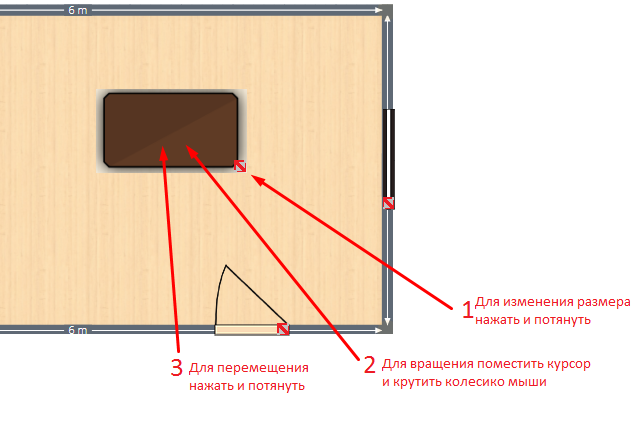 6 m
1 Для изменения размера
нажать и потянуть
6 m
3 Для перемещения
нажать и потянуть
2 Для вращения поместить курсор
и крутить колесико мыши